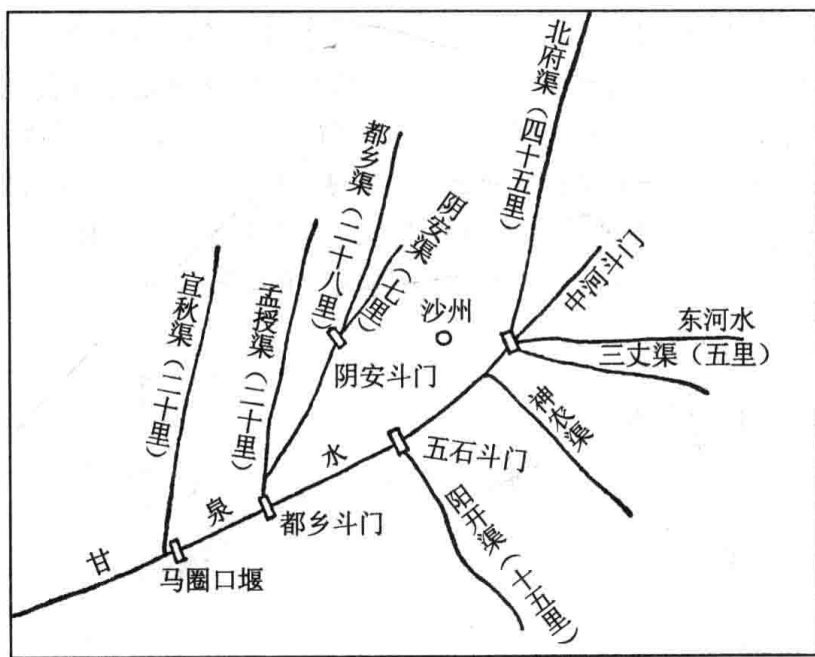 北府渠（四十五里）
都乡渠（二十八里）
阴安渠（七里）
宜秋渠（二十里）
孟授渠（二十里）
沙州
中河斗门
东河水
三丈渠（五里）
神农渠
阴安斗门
五石斗门
阳开渠（十五里）
甘泉水
都乡斗门
马圈口堰